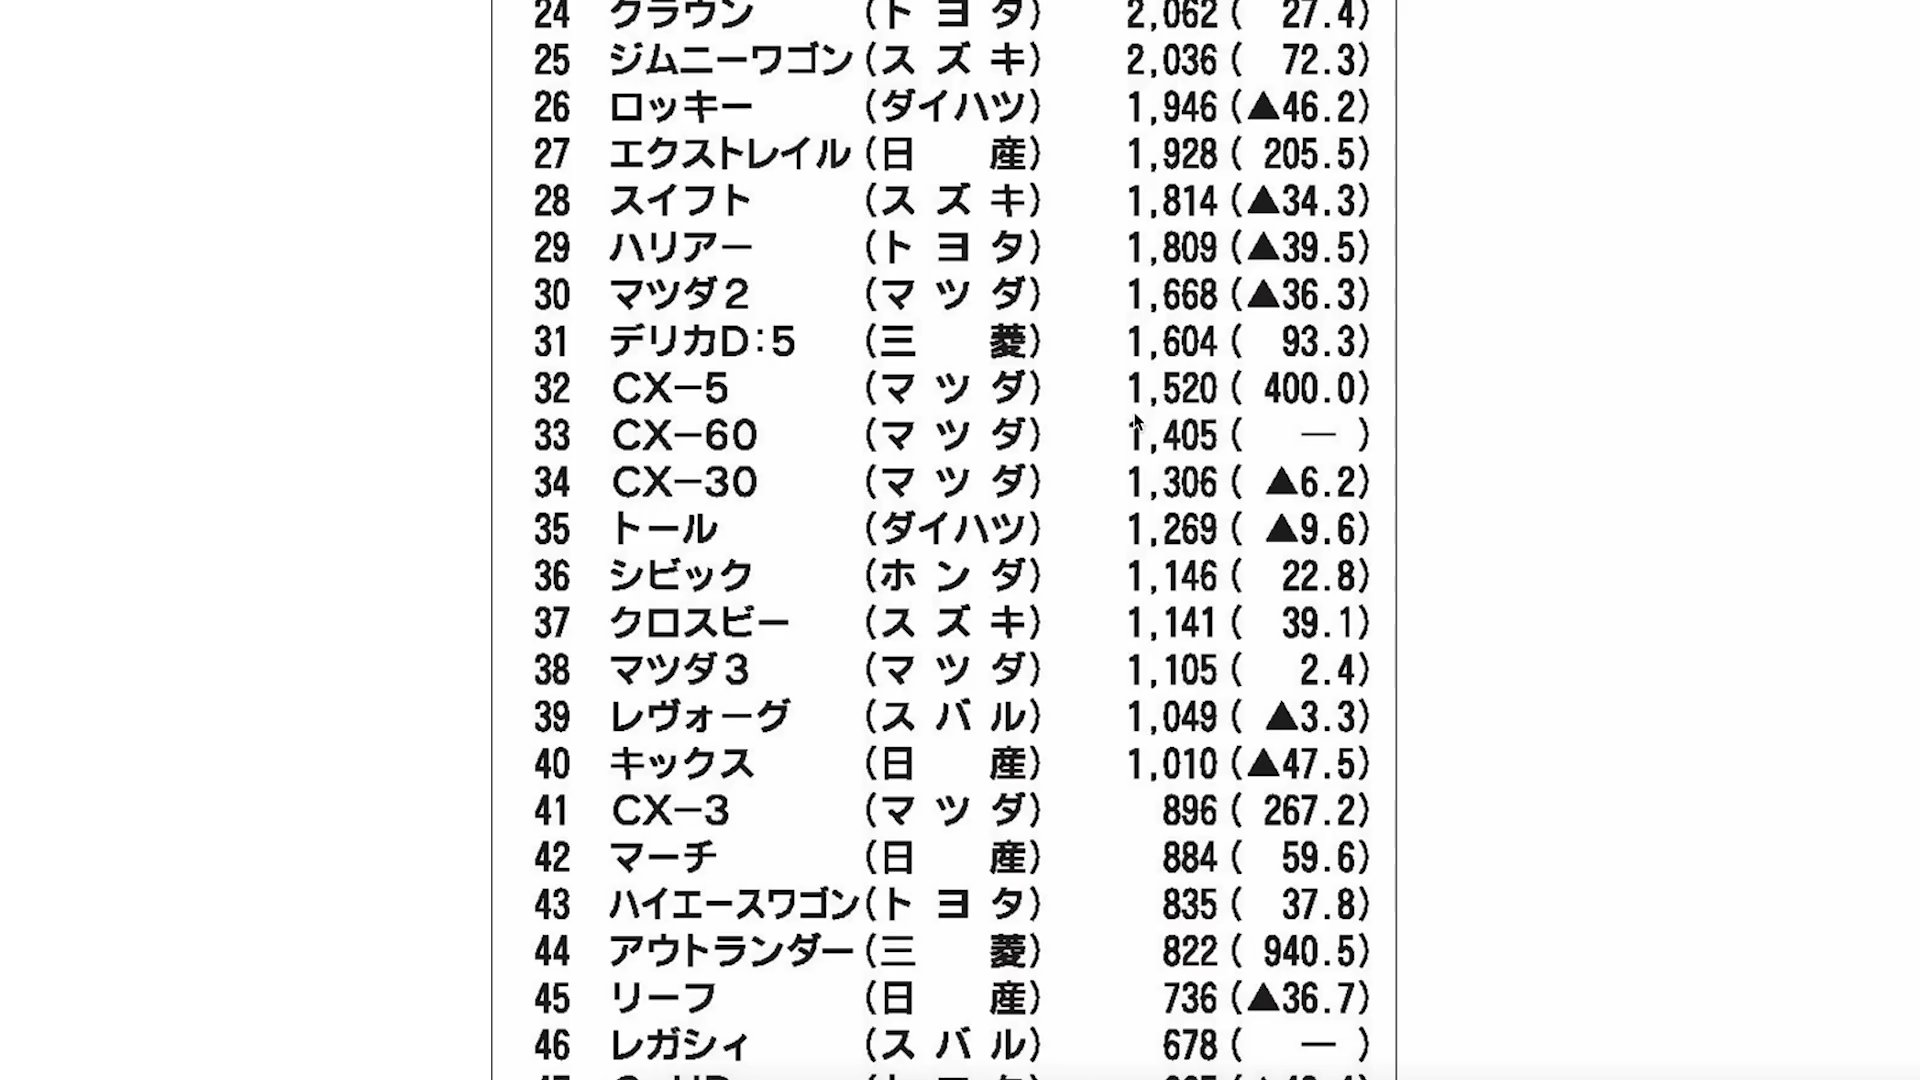 24 クラウン (トヨタ) 2,062 ( 27.4)
25 ジムニーワゴン (スズキ) 2,036 ( 72.3)
26 ロッキー (ダイハツ) 1,946 (▲46.2)
27 エクストレイル (日産) 1,928 ( 205.5)
28 スイフト (スズキ) 1,814 (▲34.3)
29 ハリアー (トヨタ) 1,809 (▲39.5)
30 マツダ2 (マツダ) 1,668 (▲36.3)
31 デリカD:5 (三菱) 1,604 ( 93.3)
32 CX−5 (マツダ) 1,520 ( 400.0)
33 CX−60 (マツダ) 1,405 ( — )
34 CX−30 (マツダ) 1,306 ( ▲6.2)
35 トール (ダイハツ) 1,269 ( ▲9.6)
36 シビック (ホンダ) 1,146 ( 22.8)
37 クロスビー (スズキ) 1,141 ( 39.1)
38 マツダ3 (マツダ) 1,105 ( 2.4)
39 レヴォーグ (スバル) 1,049 ( ▲3.3)
40 キックス (日産) 1,010 (▲47.5)
41 CX−3 (マツダ) 896 ( 267.2)
42 マーチ (日産) 884 ( 59.6)
43 ハイエースワゴン (トヨタ) 835 ( 37.8)
44 アウトランダー (三菱) 822 ( 940.5)
45 リーフ (日産) 736 (▲36.7)
46 レガシィ (スバル) 678 ( — )